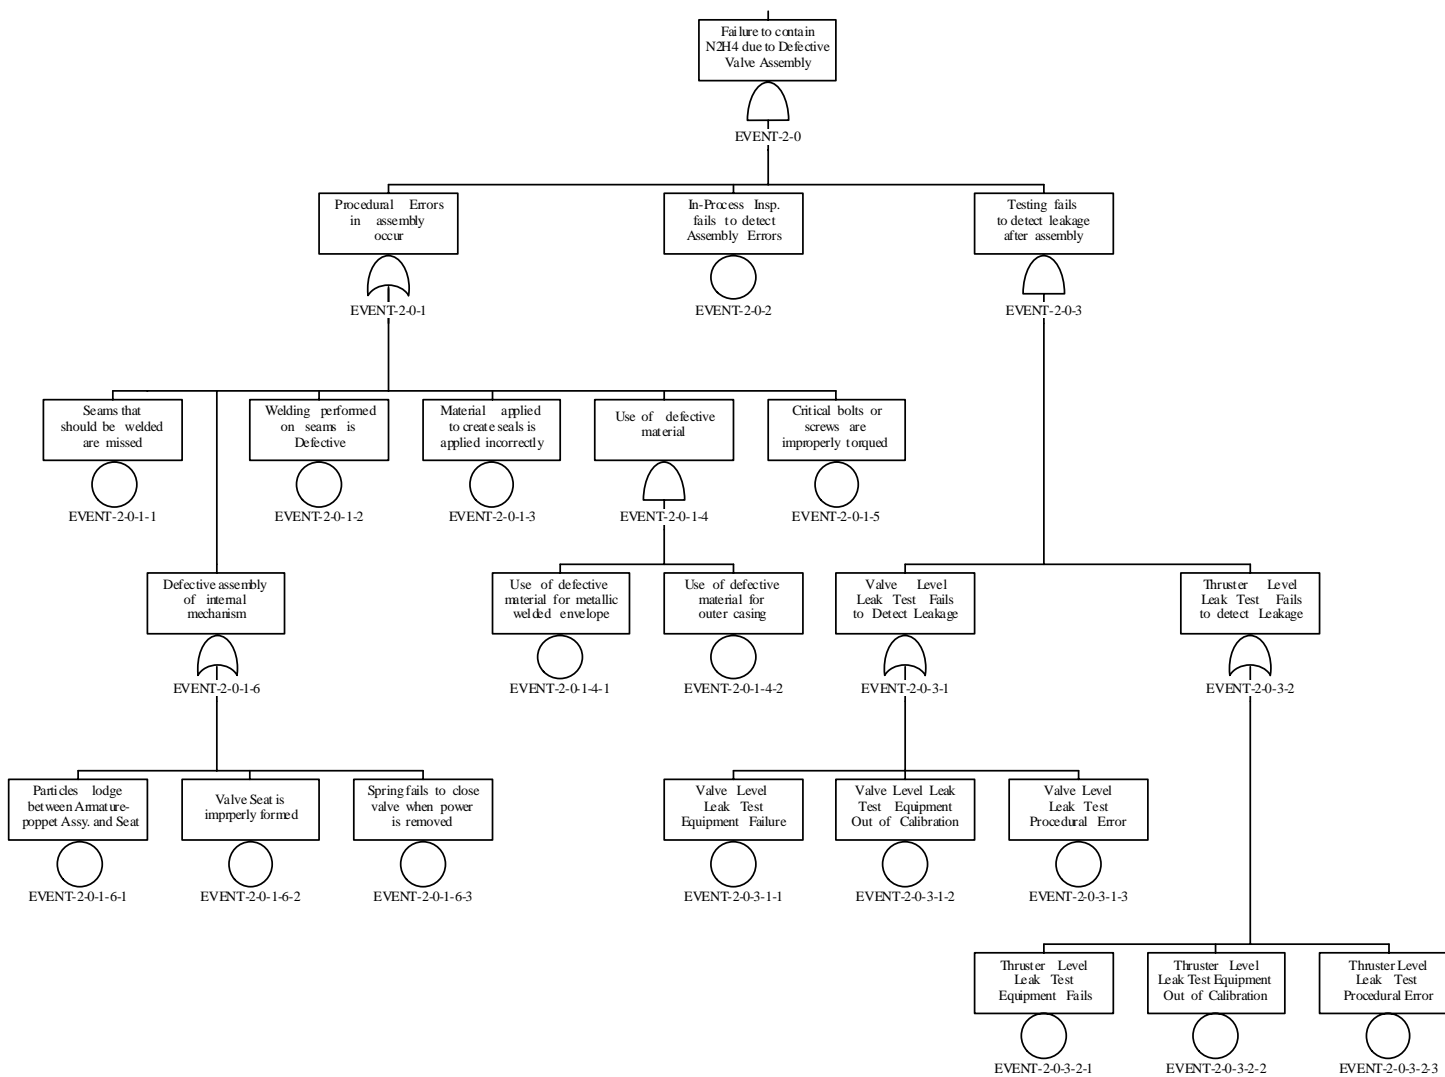 Failure to contain
N2H4 due to Defective
Valve Assembly
EVENT-2-0
Procedural Errors
in assembly
occur
EVENT-2-0-1
In-Process Insp.
fails to detect
Assembly Errors
EVENT-2-0-2
Testing fails
to detect leakage
after assembly
EVENT-2-0-3
Seams that
should be welded
are missed
EVENT-2-0-1-1
Welding performed
on seams is
Defective
EVENT-2-0-1-2
Material applied
to create seals is
applied incorrectly
EVENT-2-0-1-3
Use of defective
material
EVENT-2-0-1-4
Critical bolts or
screws are
improperly torqued
EVENT-2-0-1-5
Defective assembly
of internal
mechanism
EVENT-2-0-1-6
Use of defective
material for metallic
welded envelope
EVENT-2-0-1-4-1
Use of defective
material for
outer casing
EVENT-2-0-1-4-2
Valve Level
Leak Test Fails
to Detect Leakage
EVENT-2-0-3-1
Thruster Level
Leak Test Fails
to detect Leakage
EVENT-2-0-3-2
Particles lodge
between Armature-
poppet Assy. and Seat
EVENT-2-0-1-6-1
Valve Seat is
imprperly formed
EVENT-2-0-1-6-2
Spring fails to close
valve when power
is removed
EVENT-2-0-1-6-3
Valve Level
Leak Test
Equipment Failure
EVENT-2-0-3-1-1
Valve Level Leak
Test Equipment
Out of Calibration
EVENT-2-0-3-1-2
Valve Level
Leak Test
Procedural Error
EVENT-2-0-3-1-3
Thruster Level
Leak Test
Equipment Fails
EVENT-2-0-3-2-1
Thruster Level
Leak Test Equipment
Out of Calibration
EVENT-2-0-3-2-2
Thruster Level
Leak Test
Procedural Error
EVENT-2-0-3-2-3